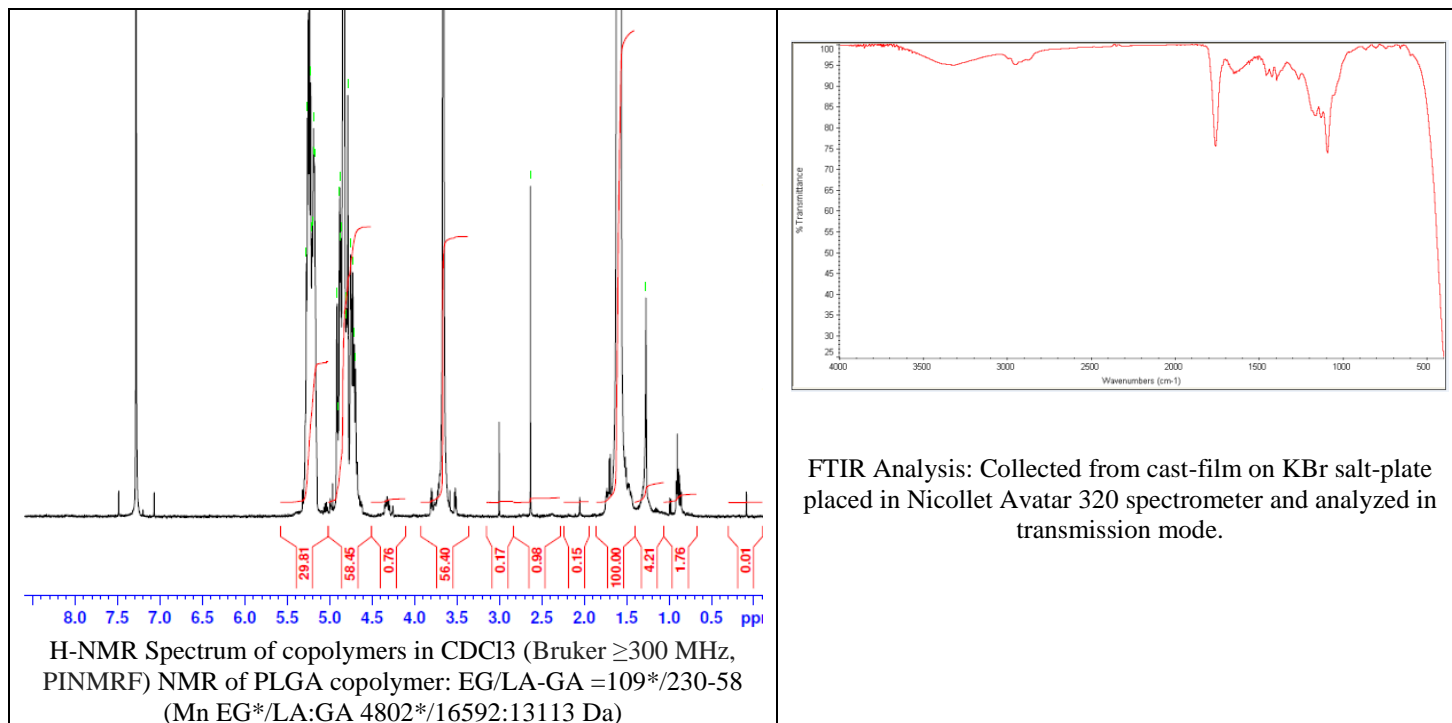 29.81
58.45
0.76
56.40
0.17
0.98
0.15
100.00
4.21
1.76
0.01
8.0 7.5 7.0 6.5 6.0 5.5 5.0 4.5 4.0 3.5 3.0 2.5 2.0 1.5 1.0 0.5 ppm
H-NMR Spectrum of copolymers in CDCl3 (Bruker ≥300 MHz,
PINMRF) NMR of PLGA copolymer: EG/LA-GA =109*/230-58
(Mn EG*/LA:GA 4802*/16592:13113 Da)
100
95
90
85
80
75
70
65
60
55
50
45
40
35
30
25
% Transmittance
4000 3500 3000 2500 2000 1500 1000 500
Wavenumbers (cm-1)
FTIR Analysis: Collected from cast-film on KBr salt-plate
placed in Nicollet Avatar 320 spectrometer and analyzed in
transmission mode.